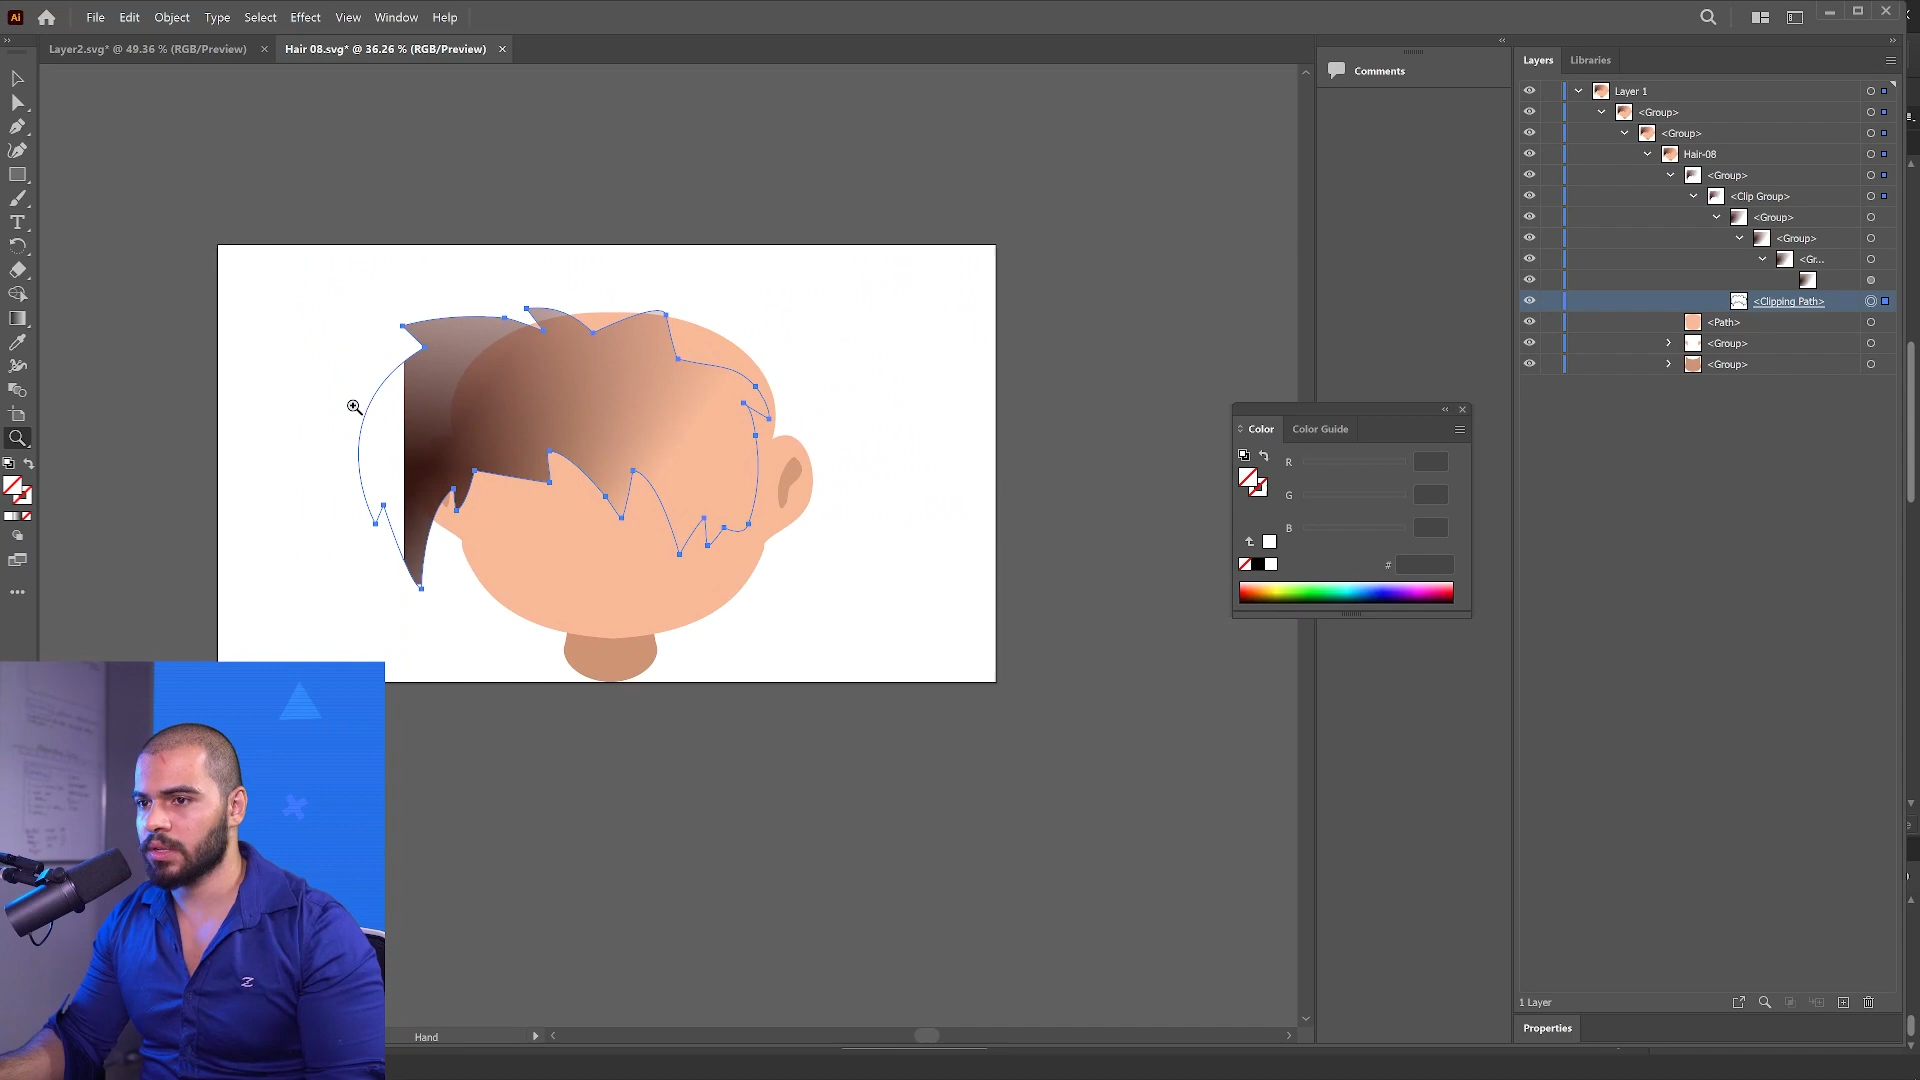 Ai
File Edit Object Type Select Effect View Window Help
Layer2.svg* @ 49.36 % (RGB/Preview)
Hair 08.svg* @ 36.26 % (RGB/Preview)
Comments
Layers Libraries
Layer 1
<Group>
<Group>
Hair-08
<Group>
<Clip Group>
<Group>
<Group>
<Gr...
<Clipping Path>
<Path>
<Group>
<Group>
Color Color Guide
R
G
B
#
Hand
1 Layer
Properties